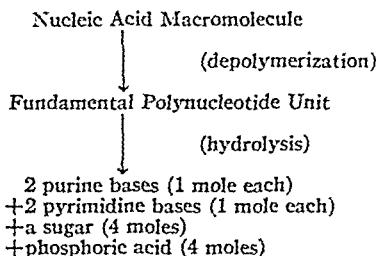 Nucleic Acid Macromolecule
(depolymerization)
Fundamental Polynucleotide Unit
(hydrolysis)
2 purine bases (1 mole each)
+2 pyrimidine bases (1 mole each)
+a sugar (4 moles)
+phosphoric acid (4 moles)